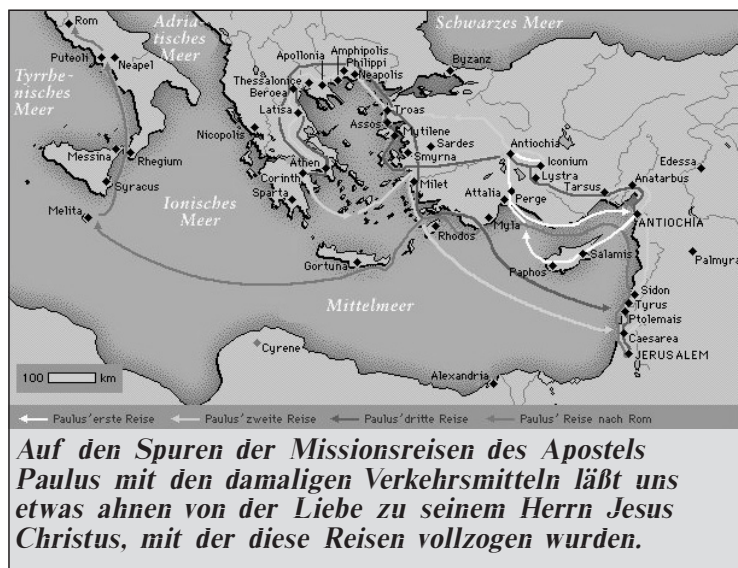 Rom
Adria-
tisches
Meer
Schwarzes Meer
Puteoli
Neapel
Tyrrhe-
nisches
Meer
Apollonia
Amphipolis
Philippi
Neapolis
Byzanz
Thessalonice
Beroea
Latisa
Troas
Assos
Mytilene
Sardes
Smyrna
Nicopolis
Antiochia
Iconium
Lystra
Edessa
Messina
Rhegium
Syracus
Athen
Corinth
Sparta
Milet
Attalia
Perge
Tarsus
Anatarbus
Melita
Ionisches
Meer
Rhodos
Myla
ANTIOCHIA
Gortuna
Paphos
Salamis
Palmyra
Mittelmeer
Sidon
Tyrus
Ptolemais
Caesarea
JERUSALEM
Cyrene
Alexandria
100 km
Paulus'erste Reise Paulus'zweite Reise Paulus'dritte Reise Paulus' Reise nach Rom
Auf den Spuren der Missionsreisen des Apostels
Paulus mit den damaligen Verkehrsmitteln läßt uns
etwas ahnen von der Liebe zu seinem Herrn Jesus
Christus, mit der diese Reisen vollzogen wurden.